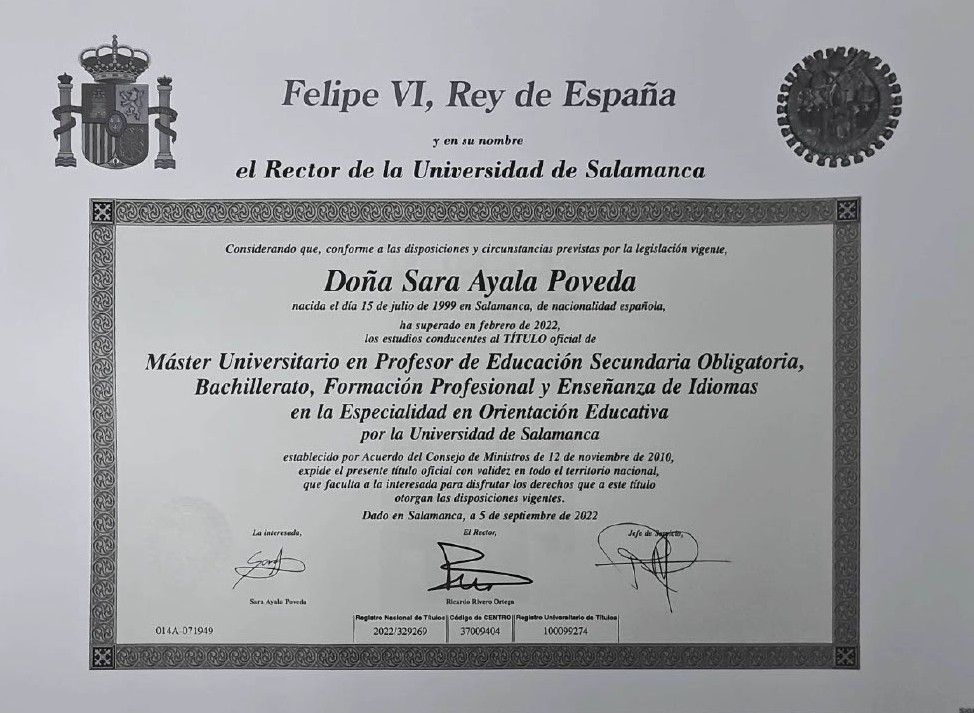 Felipe VI, Rey de España
y en su nombre
el Rector de la Universidad de Salamanca
Considerando que, conforme a las disposiciones y circunstancias previstas por la legislación vigente,
Doña Sara Ayala Poveda
nacida el día 15 de julio de 1999 en Salamanca, de nacionalidad española,
ha superado en febrero de 2022,
los estudios conducentes al TÍTULO oficial de
Máster Universitario en Profesor de Educación Secundaria Obligatoria,
Bachillerato, Formación Profesional y Enseñanza de Idiomas
en la Especialidad en Orientación Educativa
por la Universidad de Salamanca
establecido por Acuerdo del Consejo de Ministros de 12 de noviembre de 2010,
expide el presente título oficial con validez en todo el territorio nacional,
que faculta a la interesada para disfrutar los derechos que a este título
otorgan las disposiciones vigentes.
Dado en Salamanca, a 5 de septiembre de 2022
La interesada, El Rector, Jefe de Servicio,
Sara Ayala Poveda Ricardo Rivero Ortega
Registro Nacional de Títulos Código de CENTRO Registro Universitario de Títulos
014A-071949 2022/329269 37009404 100099274